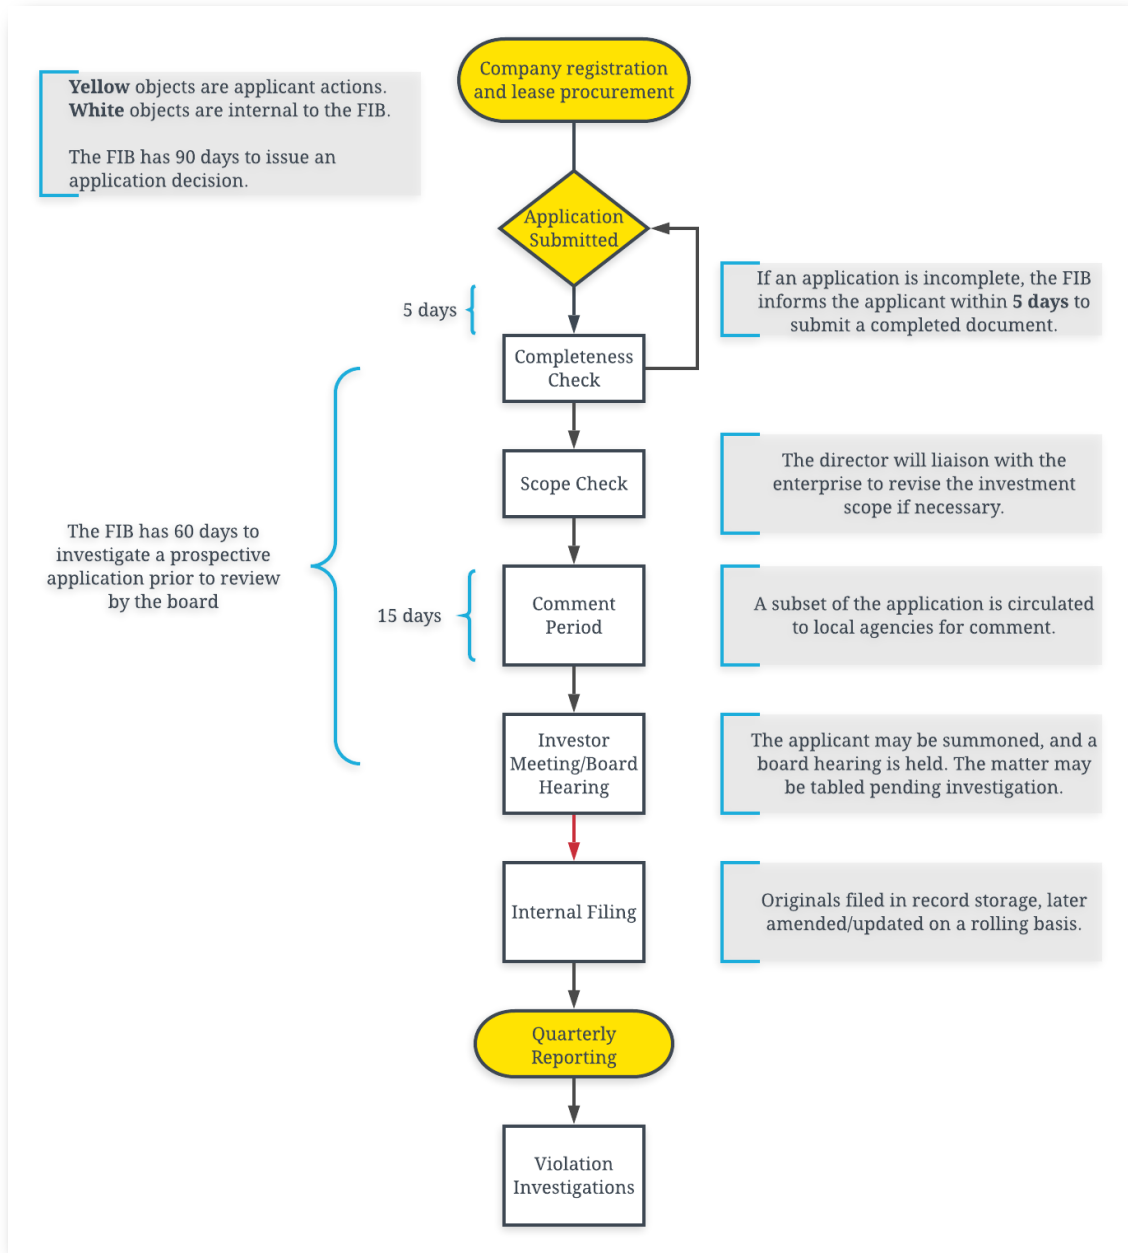 Company registration
and lease procurement
Yellow objects are applicant actions.
White objects are internal to the FIB.
The FIB has 90 days to issue an
application decision.
Application
Submitted
If an application is incomplete, the FIB
informs the applicant within 5 days to
submit a completed document.
5 days
Completeness
Check
Scope Check
The director will liaison with the
enterprise to revise the investment
scope if necessary.
The FIB has 60 days to
investigate a prospective
application prior to review
by the board
15 days
Comment
Period
A subset of the application is circulated
to local agencies for comment.
Investor
Meeting/Board
Hearing
The applicant may be summoned, and a
board hearing is held. The matter may
be tabled pending investigation.
Internal Filing
Originals filed in record storage, later
amended/updated on a rolling basis.
Quarterly
Reporting
Violation
Investigations